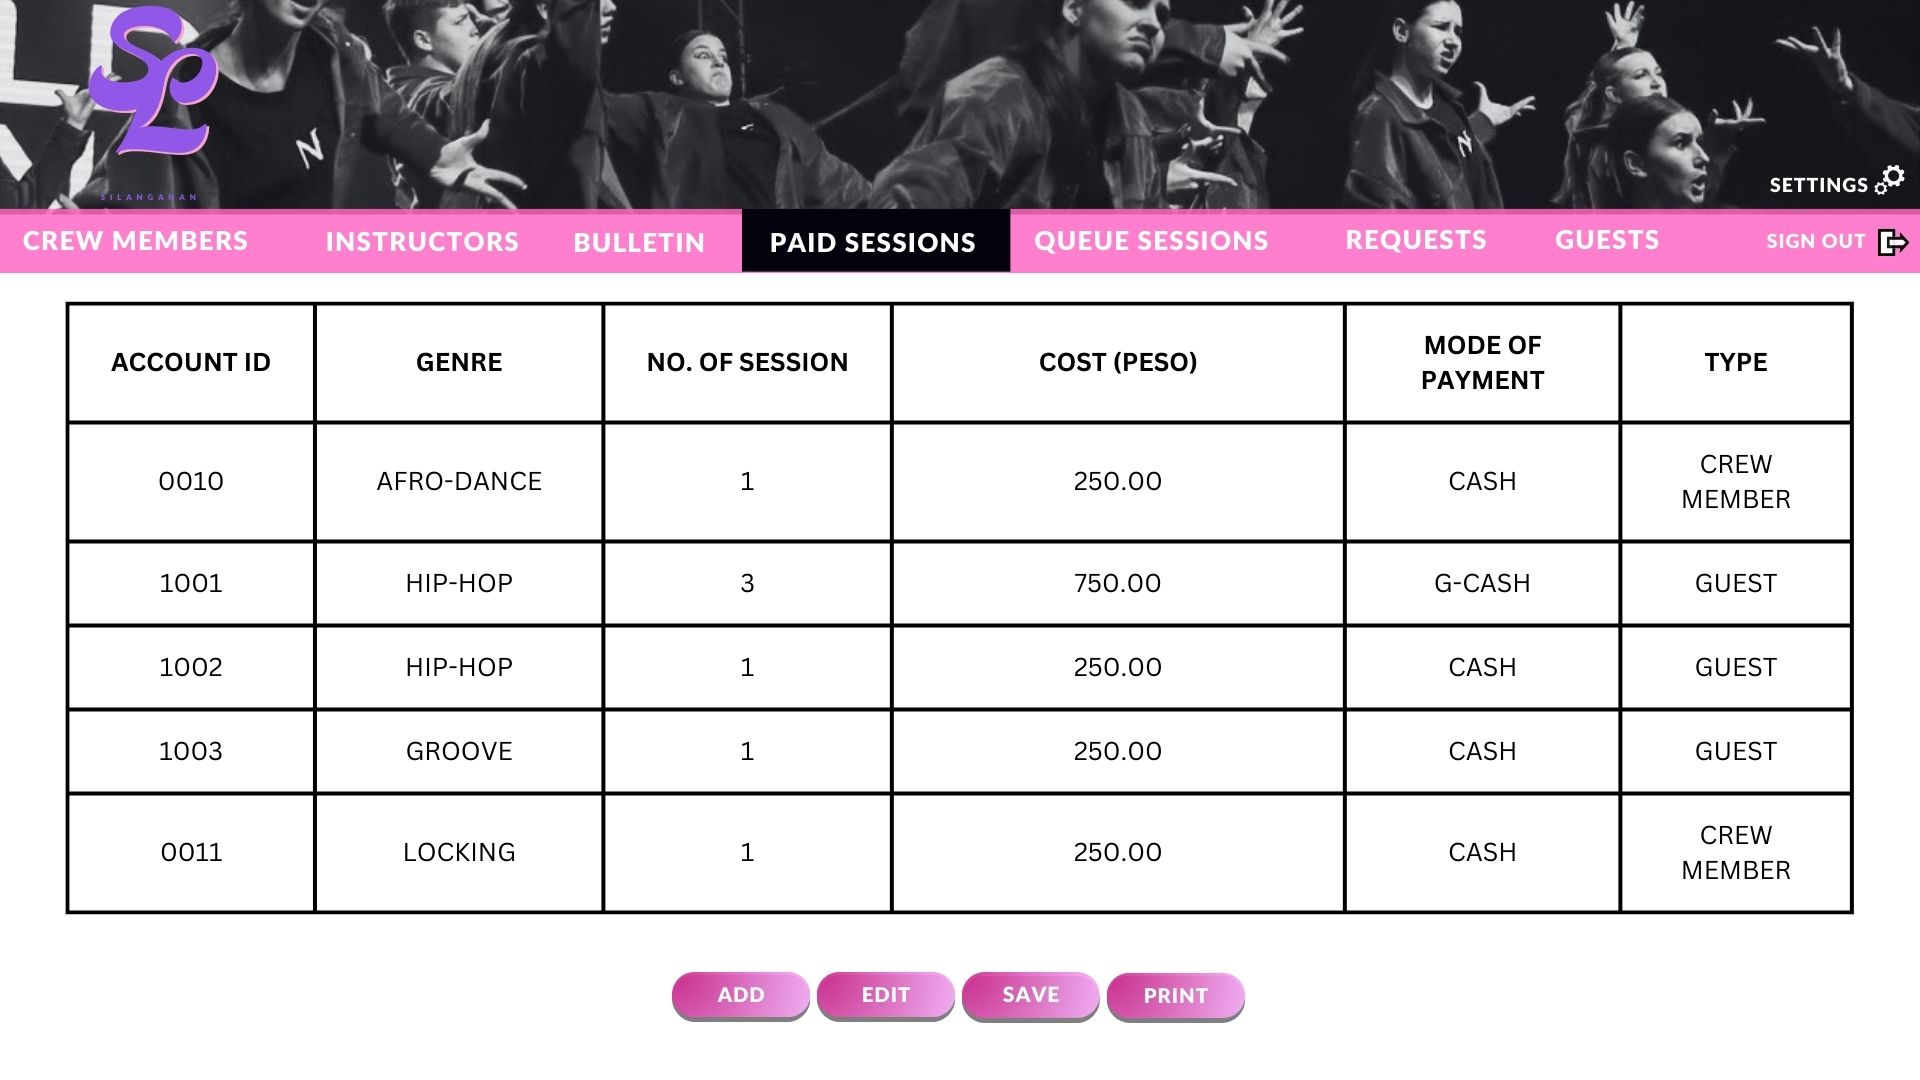 SL
SILANGANAN
N
N
SETTINGS
CREW MEMBERS INSTRUCTORS BULLETIN PAID SESSIONS QUEUE SESSIONS REQUESTS GUESTS SIGN OUT
ACCOUNT ID GENRE NO. OF SESSION COST (PESO) MODE OF PAYMENT TYPE
0010 AFRO-DANCE 1 250.00 CASH CREW MEMBER
1001 HIP-HOP 3 750.00 G-CASH GUEST
1002 HIP-HOP 1 250.00 CASH GUEST
1003 GROOVE 1 250.00 CASH GUEST
0011 LOCKING 1 250.00 CASH CREW MEMBER
ADD EDIT SAVE PRINT